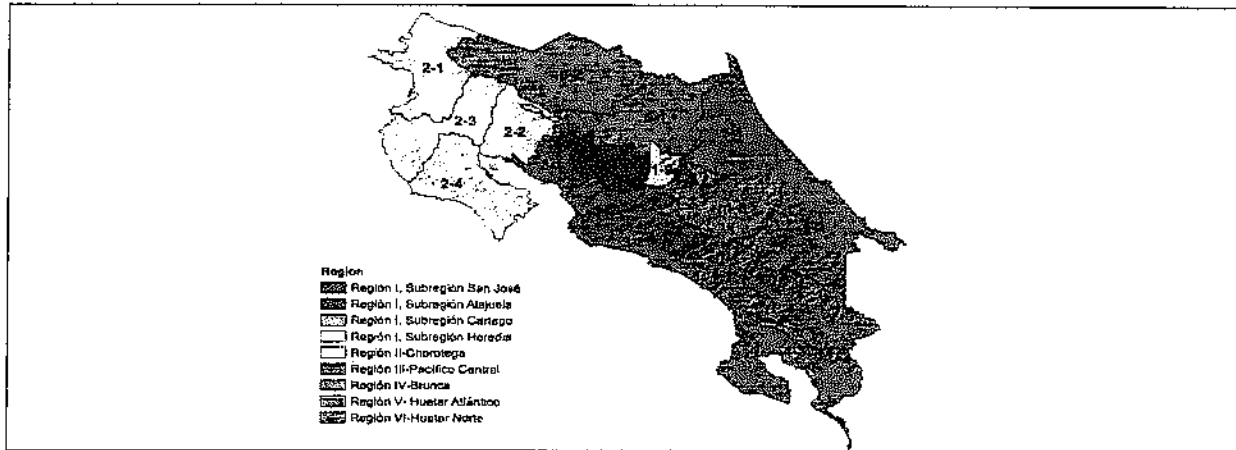 2-1
2-3
2-2
2-4
Region
Región I, Subregión San José
Región I, Subregión Alajuela
Región I, Subregión Cartago
Región I, Subregión Heredia
Región II-Chorotega
Región III-Pacífico Central
Región IV-Brunca
Región V- Huetar Atlántico
Región VI-Huetar Norte